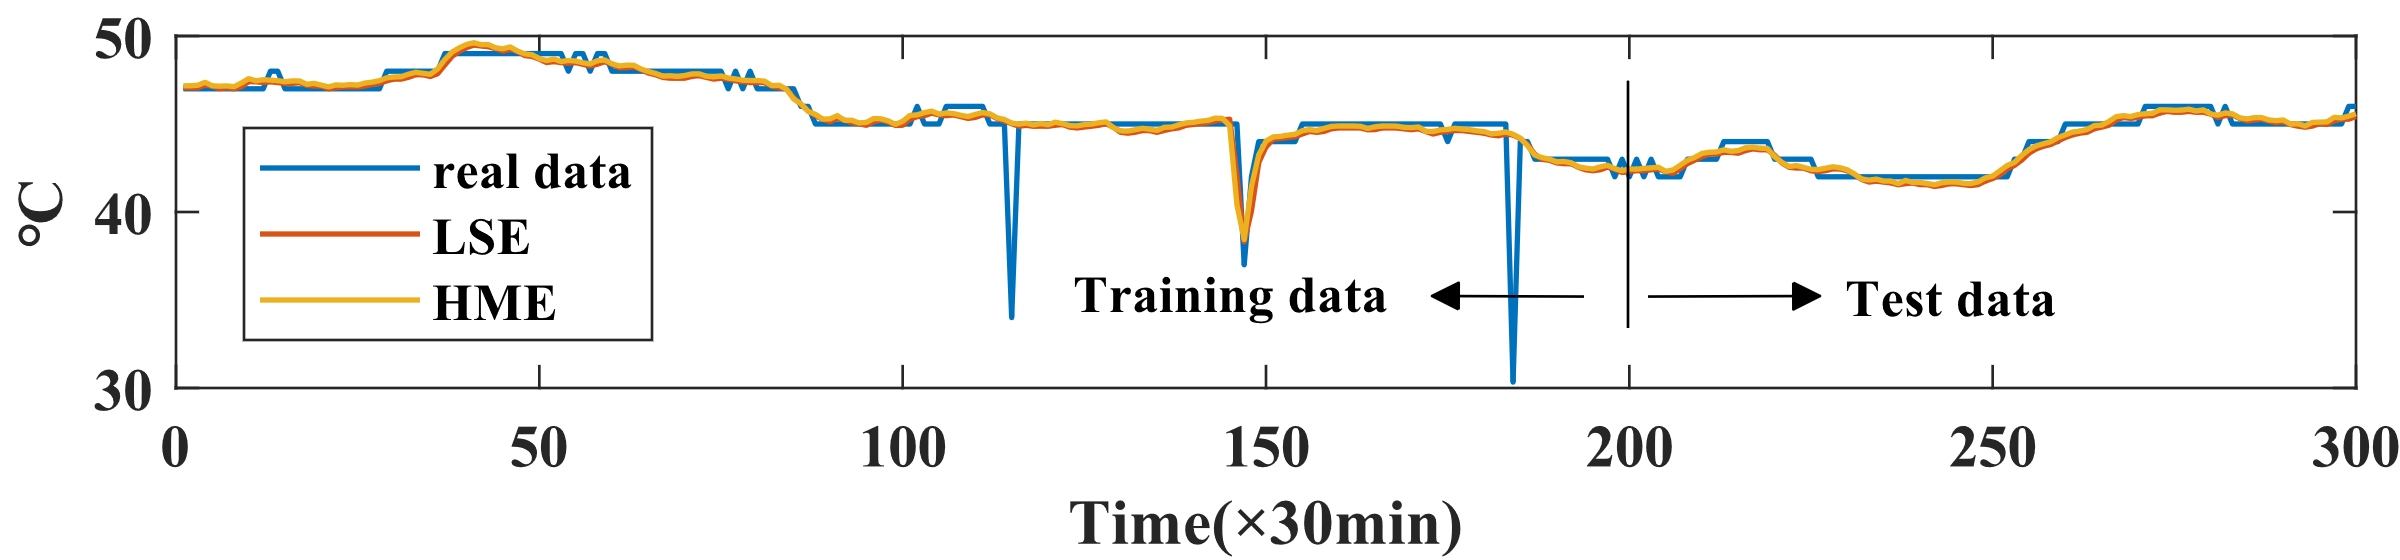 50
40
30
°C
real data
LSE
HME
Training data
Test data
0 50 100 150 200 250 300
Time(×30min)